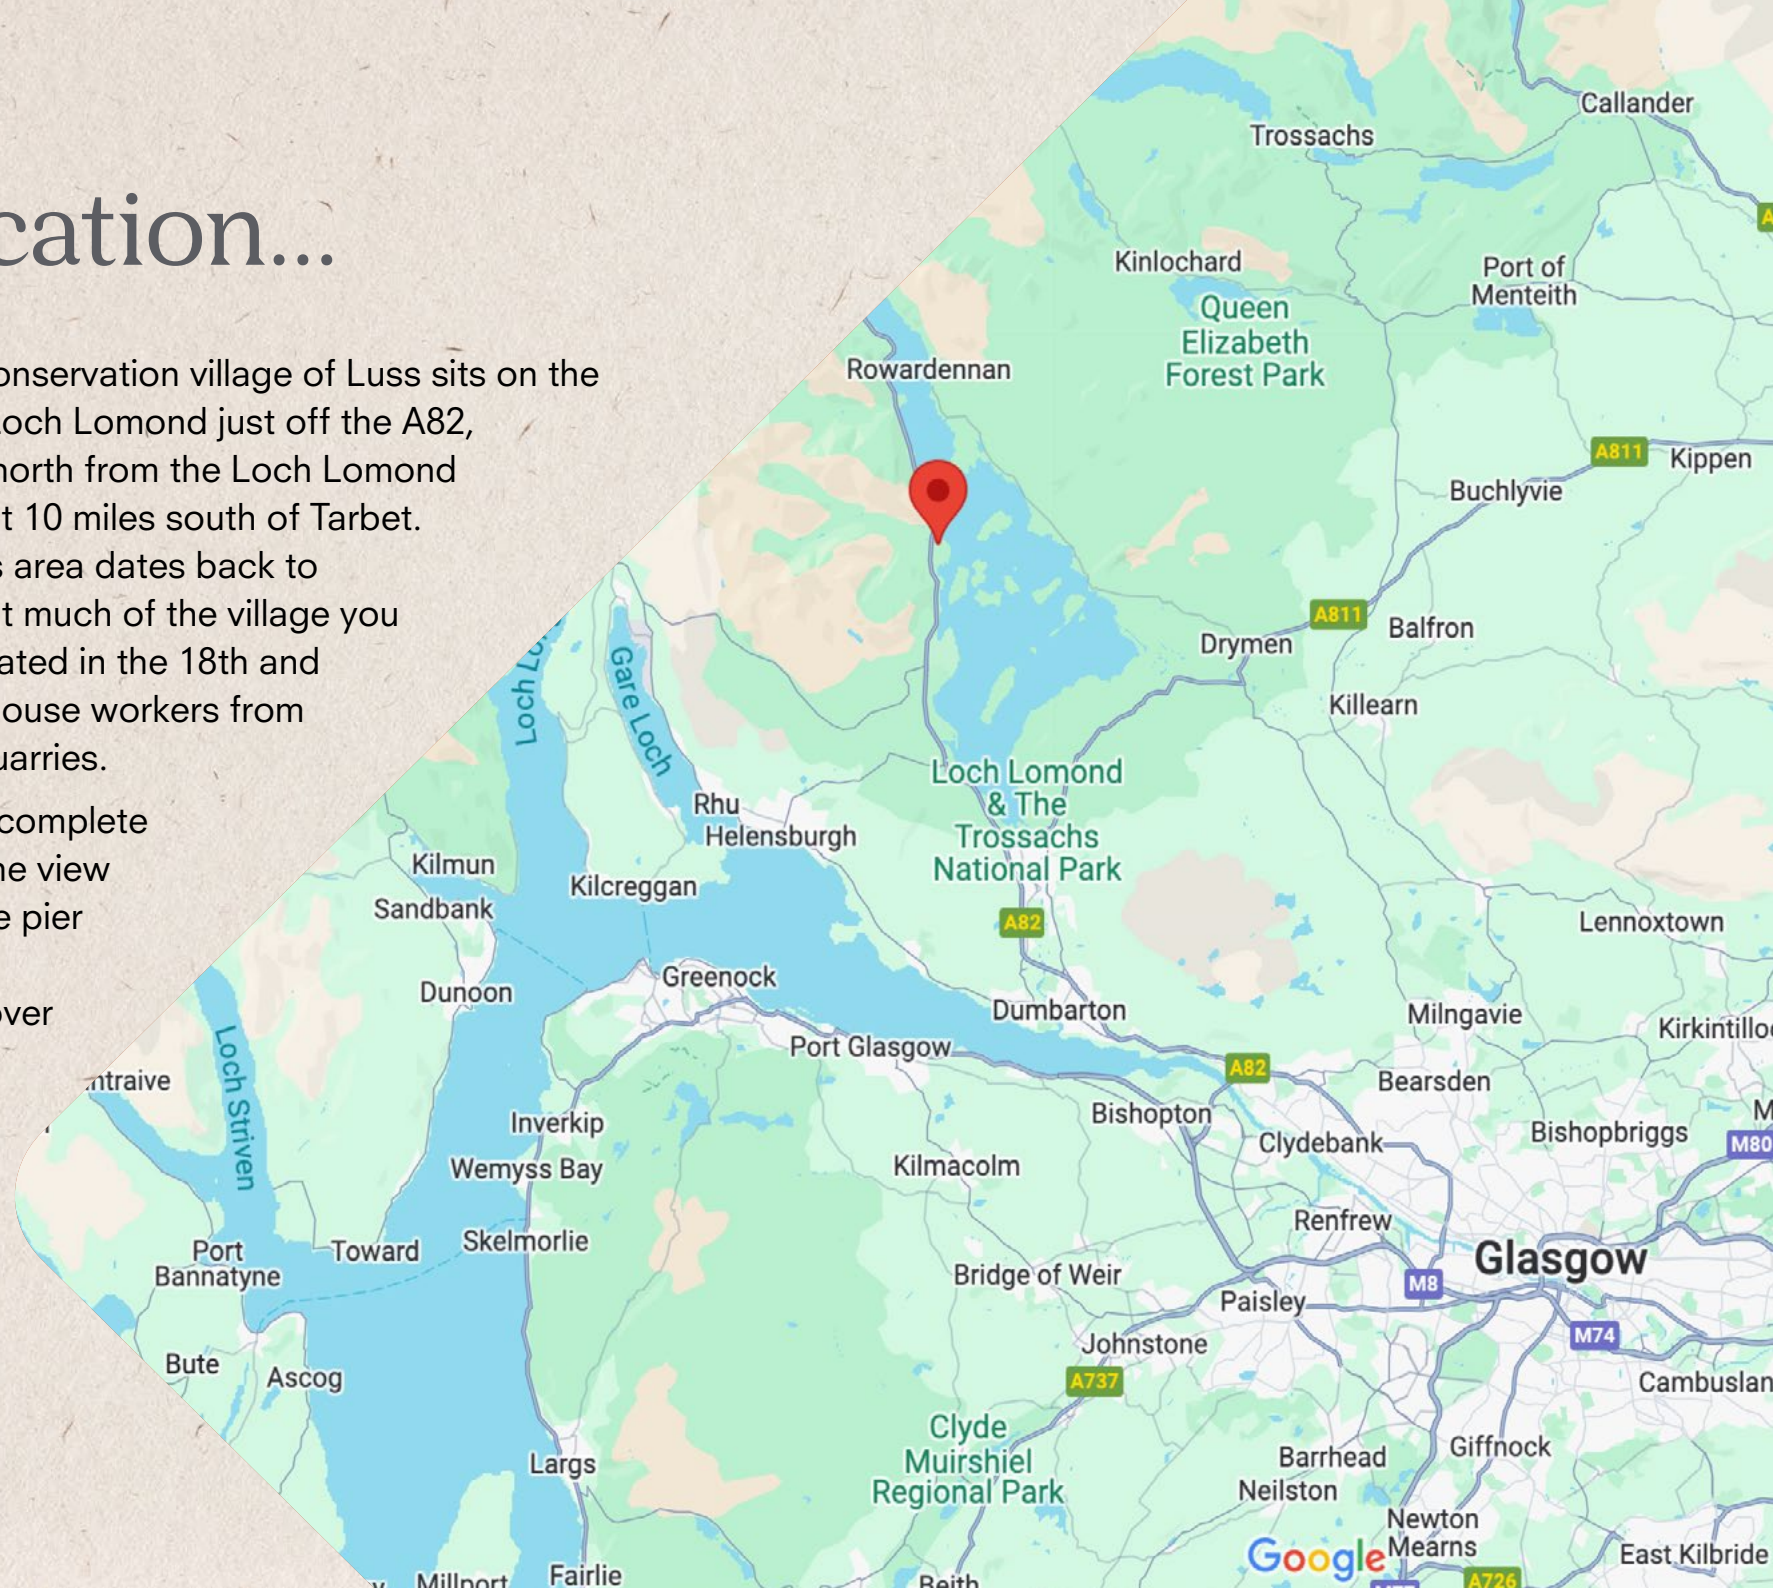 cation...
onservation village of Luss sits on the
Loch Lomond just off the A82,
north from the Loch Lomond
t 10 miles south of Tarbet.
s area dates back to
t much of the village you
ated in the 18th and
ouse workers from
uarries.
complete
e view
e pier
over
Callander
Trossachs
Kinlochard
Port of
Menteith
Queen
Elizabeth
Forest Park
Rowardennan
A811
Kippen
Buchlyvie
A811
Balfron
Drymen
Killearn
Loch Lo
Gare Loch
Loch Lomond
& The
Trossachs
National Park
Rhu
Helensburgh
Kilmun
Kilcreggan
Sandbank
A82
Lennoxtown
Greenock
Dunoon
Dumbarton
Milngavie
Kirkintillo
Port Glasgow
A82
Bearsden
ntraive
Loch Striven
Inverkip
Bishopton
Clydebank
Bishopbriggs
M
M80
Wemyss Bay
Kilmacolm
Renfrew
Port
Bannatyne
Toward
Skelmorlie
Glasgow
Bridge of Weir
M8
Paisley
M74
Johnstone
Bute
Ascog
A737
Cambuslan
Clyde
Muirshiel
Regional Park
Giffnock
Barrhead
Largs
Neilston
Newton
Mearns
Google
East Kilbride
Fairlie
Millport
Beith
A726